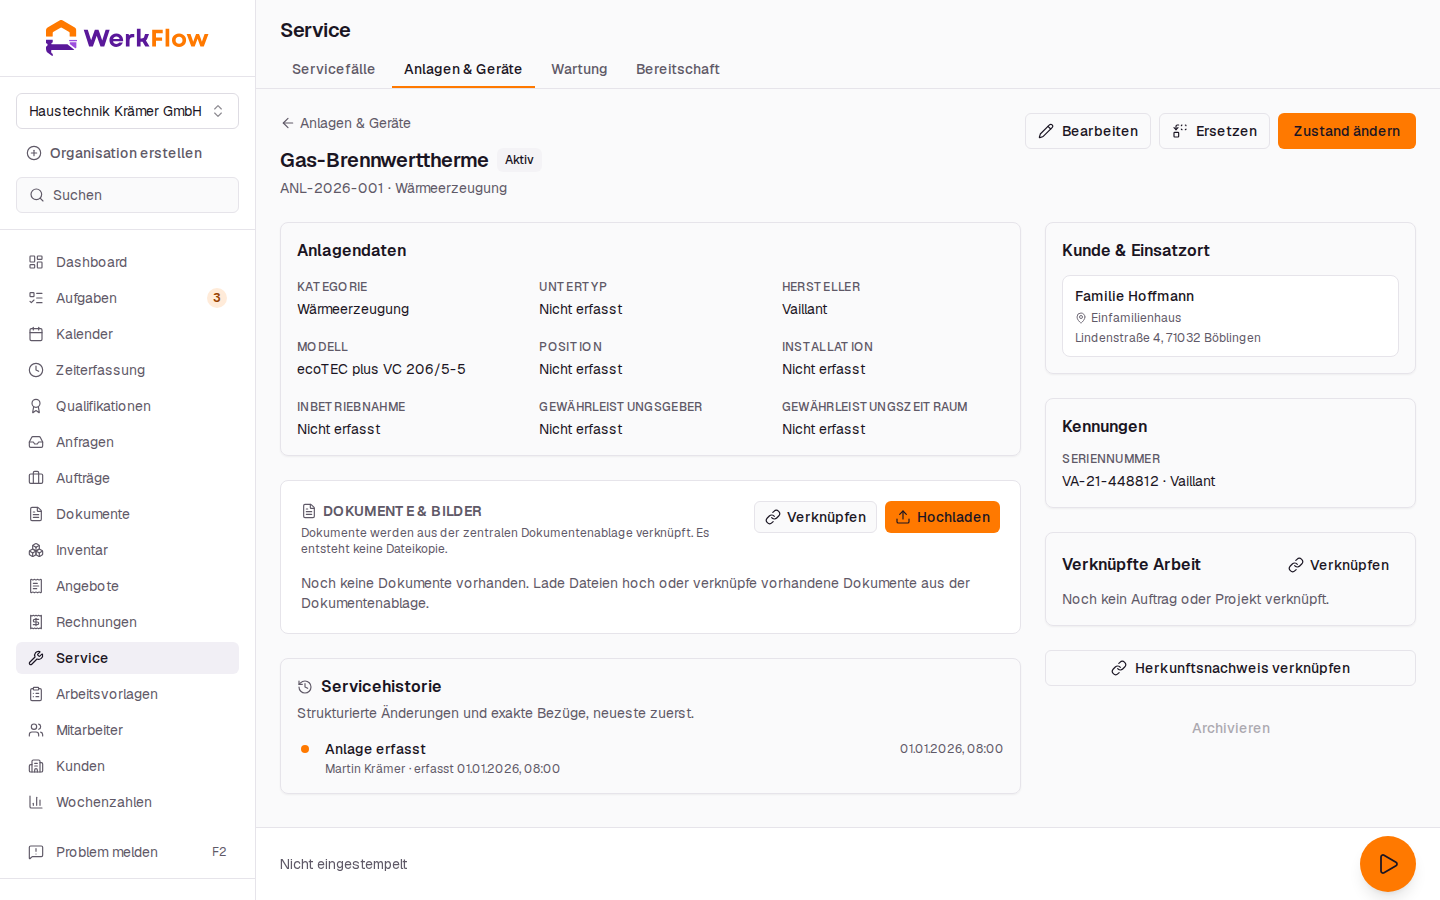 WerkFlow
Haustechnik Krämer GmbH
Organisation erstellen
Suchen
Dashboard
Aufgaben 3
Kalender
Zeiterfassung
Qualifikationen
Anfragen
Aufträge
Dokumente
Inventar
Angebote
Rechnungen
Service
Arbeitsvorlagen
Mitarbeiter
Kunden
Wochenzahlen
Problem melden F2
Service
Servicefälle Anlagen & Geräte Wartung Bereitschaft
Anlagen & Geräte
Bearbeiten Ersetzen Zustand ändern
Gas-Brennwerttherme Aktiv
ANL-2026-001 · Wärmeerzeugung
Anlagendaten
KATEGORIE UNTERTYP HERSTELLER
Wärmeerzeugung Nicht erfasst Vaillant
MODELL POSITION INSTALLATION
ecoTEC plus VC 206/5-5 Nicht erfasst Nicht erfasst
INBETRIEBNAHME GEWÄHRLEISTUNGSGEBER GEWÄHRLEISTUNGSZEITRAUM
Nicht erfasst Nicht erfasst Nicht erfasst
DOKUMENTE & BILDER
Dokumente werden aus der zentralen Dokumentenablage verknüpft. Es
entsteht keine Dateikopie.
Verknüpfen Hochladen
Noch keine Dokumente vorhanden. Lade Dateien hoch oder verknüpfe vorhandene Dokumente aus der
Dokumentenablage.
Servicehistorie
Strukturierte Änderungen und exakte Bezüge, neueste zuerst.
Anlage erfasst 01.01.2026, 08:00
Martin Krämer · erfasst 01.01.2026, 08:00
Kunde & Einsatzort
Familie Hoffmann
Einfamilienhaus
Lindenstraße 4, 71032 Böblingen
Kennungen
SERIENNUMMER
VA-21-448812 · Vaillant
Verknüpfte Arbeit Verknüpfen
Noch kein Auftrag oder Projekt verknüpft.
Herkunftsnachweis verknüpfen
Archivieren
Nicht eingestempelt